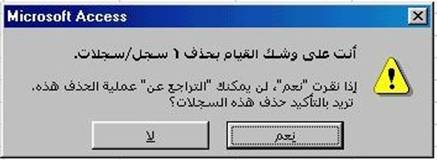 Microsoft Access
أنت على وشك القيام بحذف ١ سجل/سجلات.
إذا نقرت "نعم"، لن يمكنك "التراجع عن" عملية الحذف هذه.
تريد بالتأكيد حذف هذه السجلات؟
نعم
لا